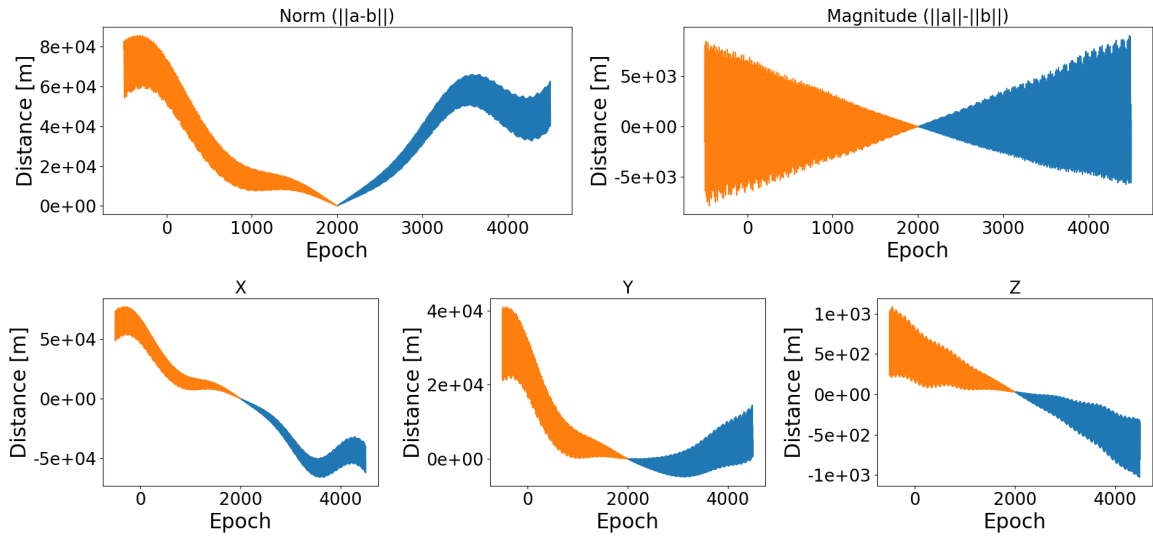 Norm (||a-b||)
Distance [m]
8e+04
6e+04
4e+04
2e+04
0e+00
0 1000 2000 3000 4000
Epoch
Magnitude (||a||-||b||)
Distance [m]
5e+03
0e+00
-5e+03
0 1000 2000 3000 4000
Epoch
X
Distance [m]
5e+04
0e+00
-5e+04
0 2000 4000
Epoch
Y
Distance [m]
4e+04
2e+04
0e+00
0 2000 4000
Epoch
Z
Distance [m]
1e+03
5e+02
0e+00
-5e+02
-1e+03
0 2000 4000
Epoch